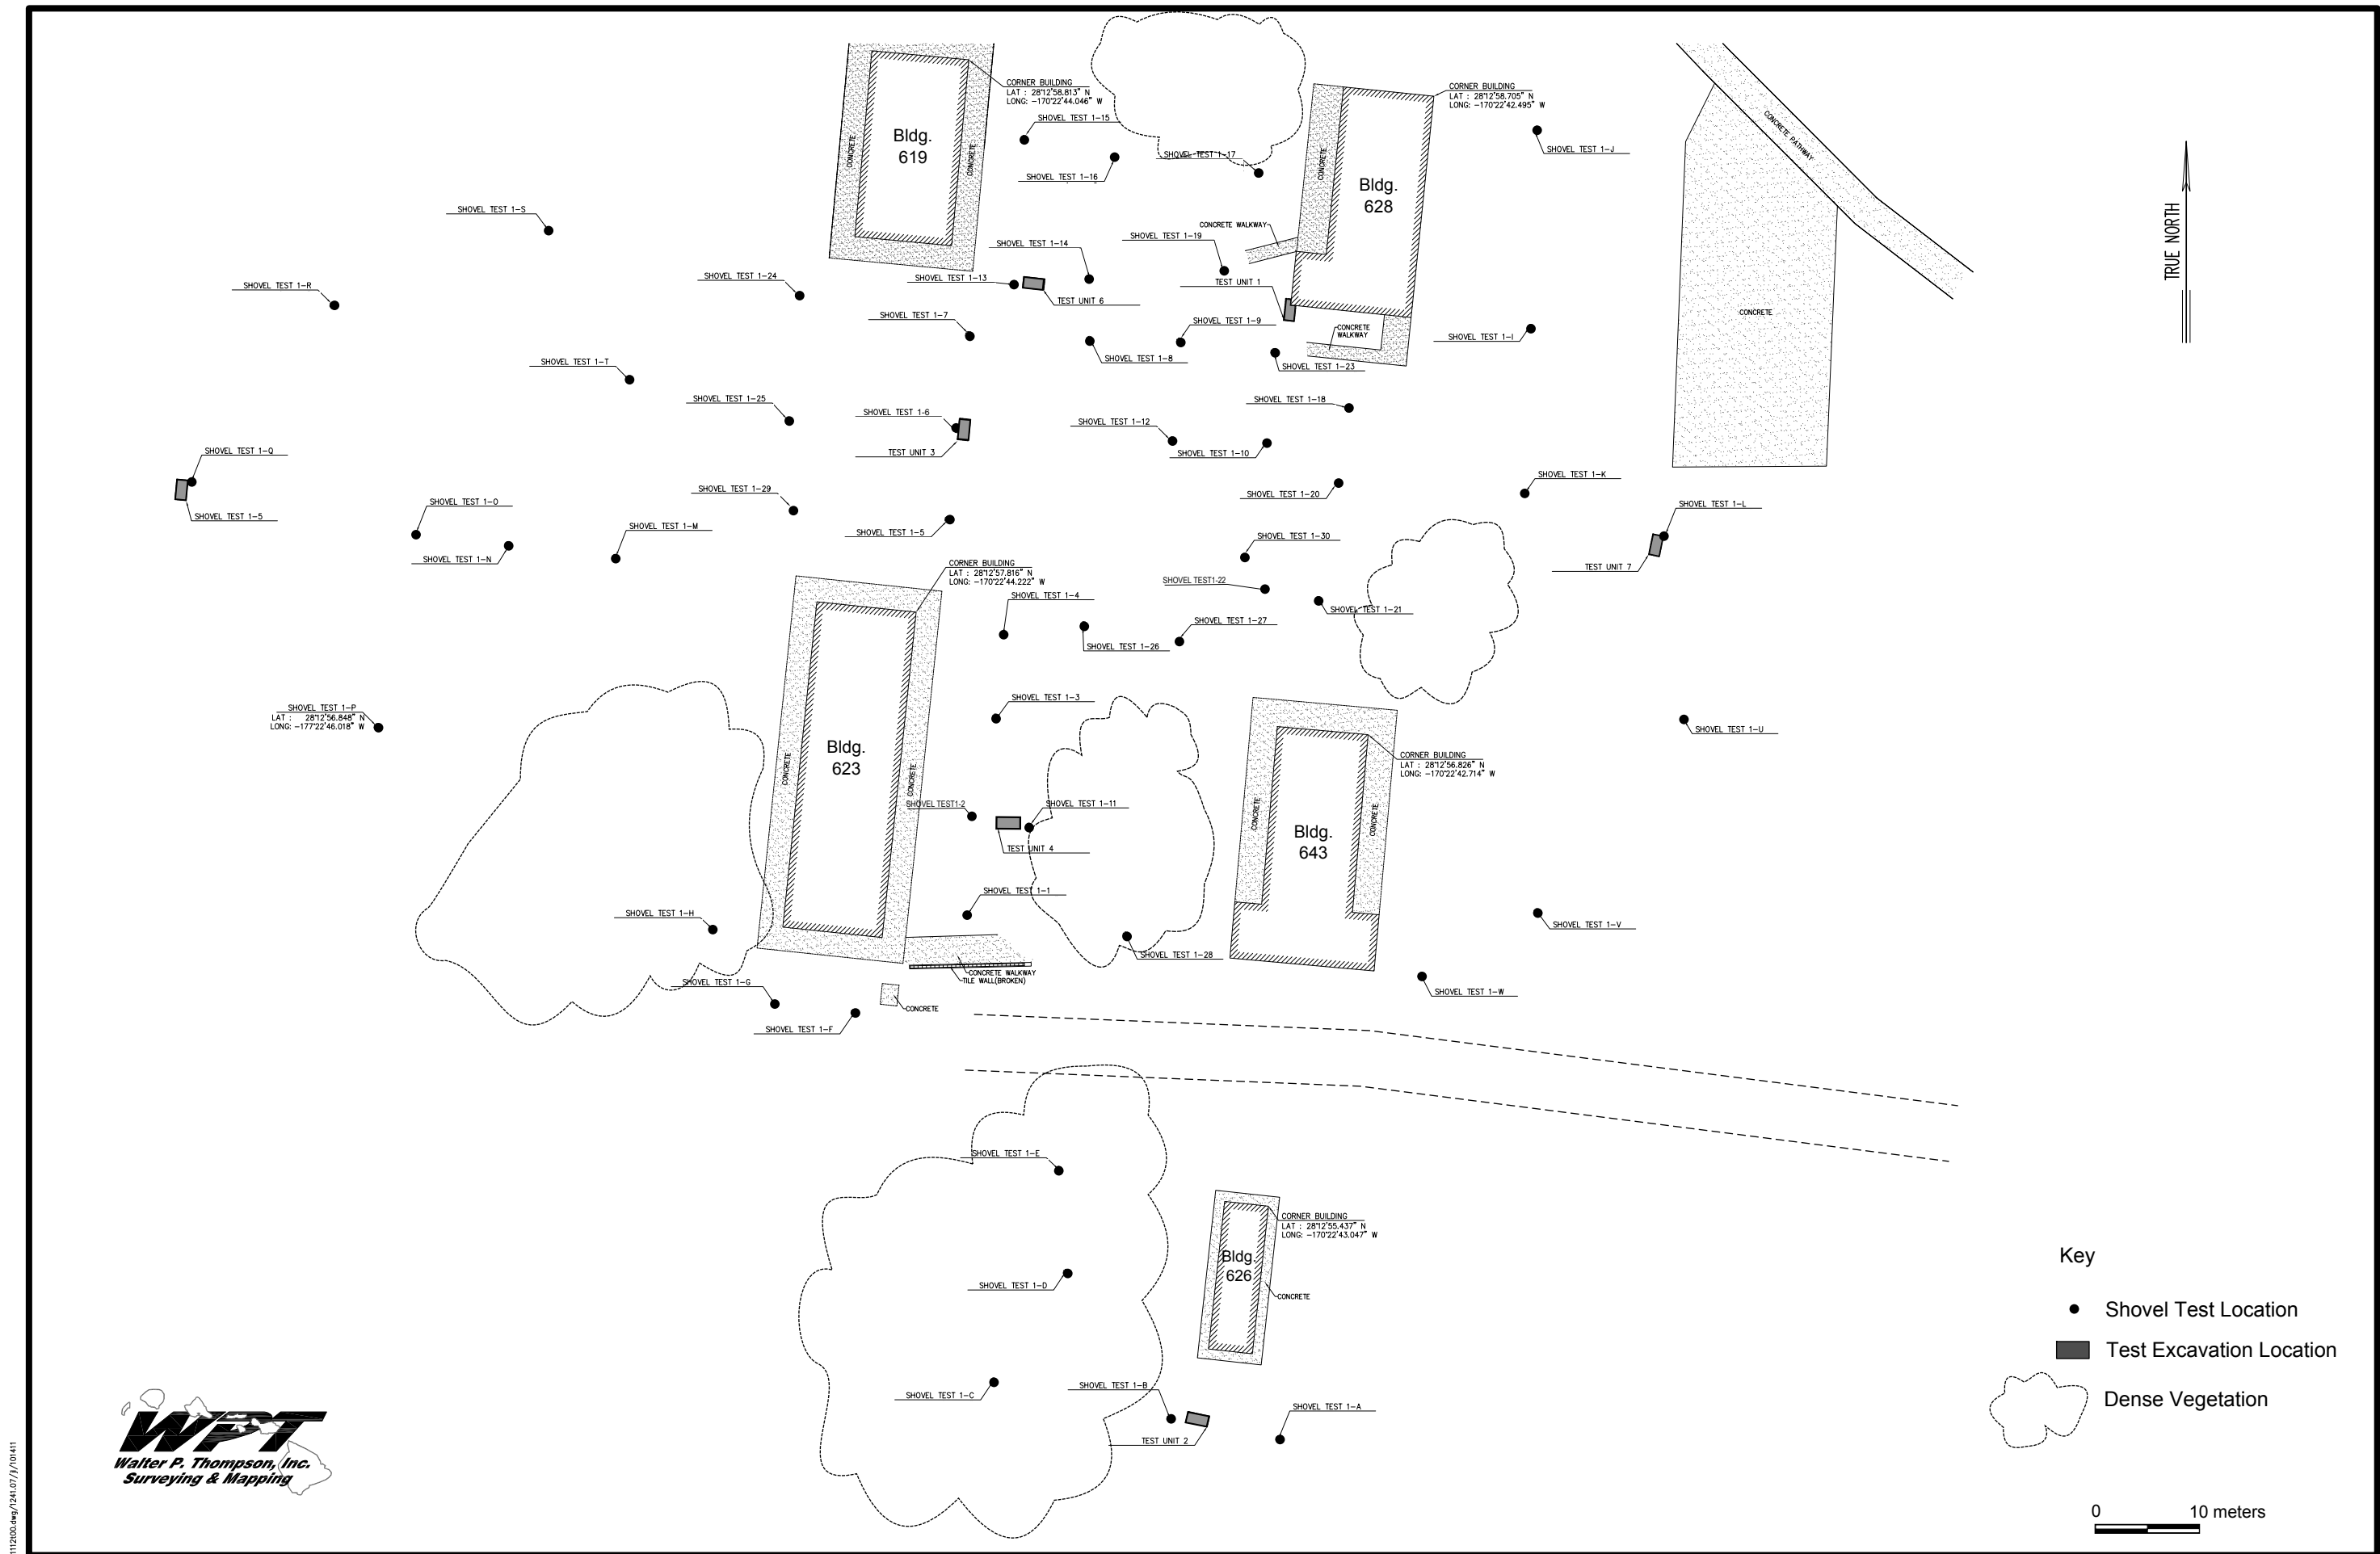 CORNER BUILDING
LAT : 28°12'58.813" N
LONG: -170°22'44.046" W
CORNER BUILDING
LAT : 28°12'58.705" N
LONG: -170°22'42.495" W
SHOVEL TEST 1-15
Bldg.
619
CONCRETE
CONCRETE
SHOVEL TEST 1-16
SHOVEL TEST 1-17
CONCRETE
Bldg.
628
SHOVEL TEST 1-J
CONCRETE PATHWAY
TRUE NORTH
SHOVEL TEST 1-S
CONCRETE WALKWAY
SHOVEL TEST 1-14
SHOVEL TEST 1-19
SHOVEL TEST 1-24
SHOVEL TEST 1-13
TEST UNIT 1
SHOVEL TEST 1-R
TEST UNIT 6
SHOVEL TEST 1-7
SHOVEL TEST 1-9
CONCRETE
WALKWAY
SHOVEL TEST 1-I
CONCRETE
SHOVEL TEST 1-T
SHOVEL TEST 1-8
SHOVEL TEST 1-23
SHOVEL TEST 1-25
SHOVEL TEST 1-6
SHOVEL TEST 1-18
SHOVEL TEST 1-12
SHOVEL TEST 1-Q
TEST UNIT 3
SHOVEL TEST 1-10
SHOVEL TEST 1-29
SHOVEL TEST 1-K
SHOVEL TEST 1-20
SHOVEL TEST 1-O
SHOVEL TEST 1-L
SHOVEL TEST 1-5
SHOVEL TEST 1-M
SHOVEL TEST 1-5
SHOVEL TEST 1-30
SHOVEL TEST 1-N
CORNER BUILDING
LAT : 28°12'57.816" N
LONG: -170°22'44.222" W
TEST UNIT 7
SHOVEL TEST1-22
SHOVEL TEST 1-4
SHOVEL TEST 1-21
SHOVEL TEST 1-27
SHOVEL TEST 1-26
SHOVEL TEST 1-3
SHOVEL TEST 1-P
LAT : 28°12'56.848" N
LONG: -177°22'46.018" W
SHOVEL TEST 1-U
Bldg.
623
CONCRETE
CONCRETE
CORNER BUILDING
LAT : 28°12'56.826" N
LONG: -170°22'42.714" W
SHOVEL TEST1-2
SHOVEL TEST 1-11
CONCRETE
CONCRETE
Bldg.
643
TEST UNIT 4
SHOVEL TEST 1-1
SHOVEL TEST 1-H
SHOVEL TEST 1-V
SHOVEL TEST 1-28
CONCRETE WALKWAY
TILE WALL(BROKEN)
SHOVEL TEST 1-G
SHOVEL TEST 1-W
CONCRETE
SHOVEL TEST 1-F
SHOVEL TEST 1-E
CORNER BUILDING
LAT : 28°12'55.437" N
LONG: -170°22'43.047" W
Bldg.
626
SHOVEL TEST 1-D
CONCRETE
SHOVEL TEST 1-B
SHOVEL TEST 1-C
SHOVEL TEST 1-A
TEST UNIT 2
Key
Shovel Test Location
Test Excavation Location
Dense Vegetation
0 10 meters
WPT
Walter P. Thompson, Inc.
Surveying & Mapping